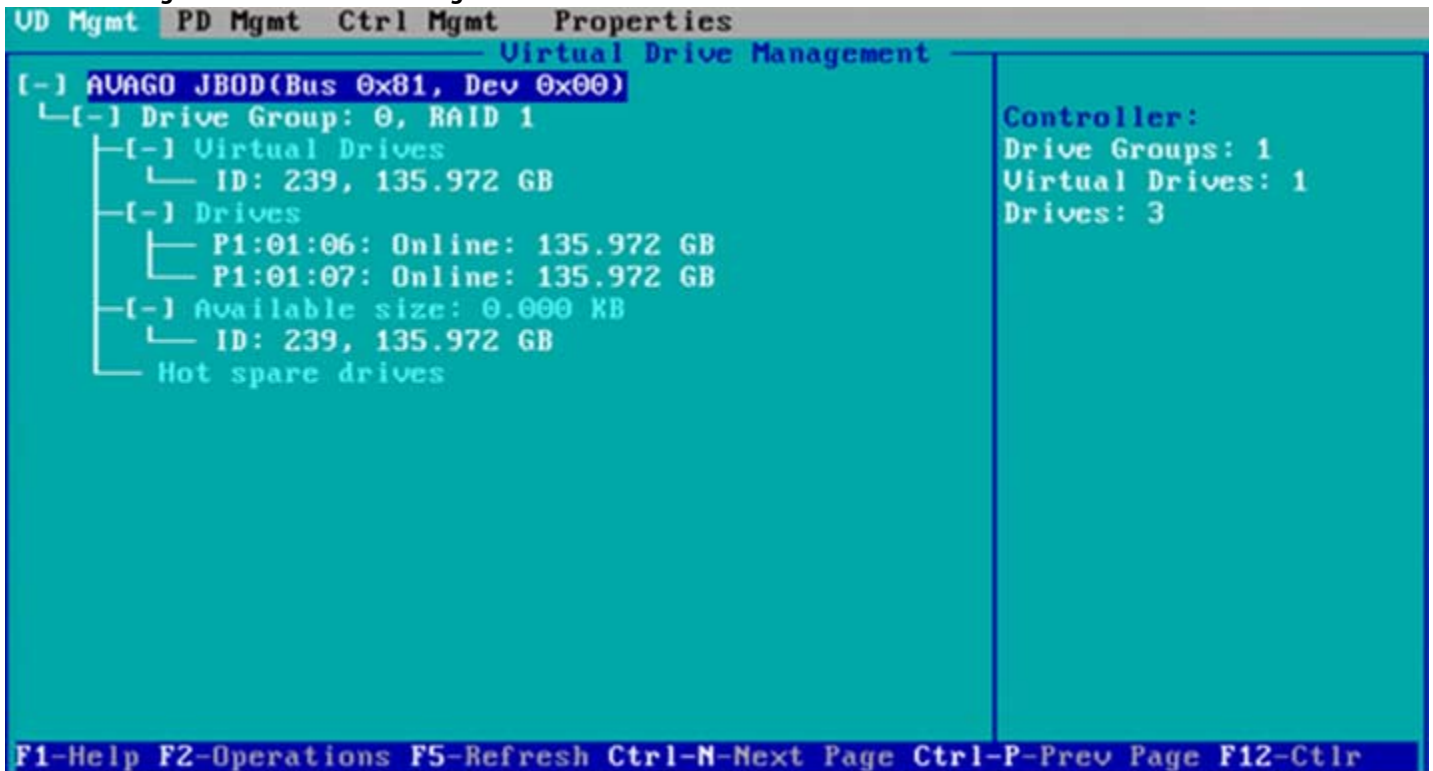 VD Mgmt PD Mgmt Ctrl Mgmt Properties
Virtual Drive Management
[-] AVAGO JBOD(Bus 0x81, Dev 0x00)
[-] Drive Group: 0, RAID 1
[-] Virtual Drives
ID: 239, 135.972 GB
[-] Drives
P1:01:06: Online: 135.972 GB
P1:01:07: Online: 135.972 GB
[-] Available size: 0.000 KB
ID: 239, 135.972 GB
Hot spare drives
Controller:
Drive Groups: 1
Virtual Drives: 1
Drives: 3
F1-Help F2-Operations F5-Refresh Ctrl-N-Next Page Ctrl-P-Prev Page F12-Ctlr